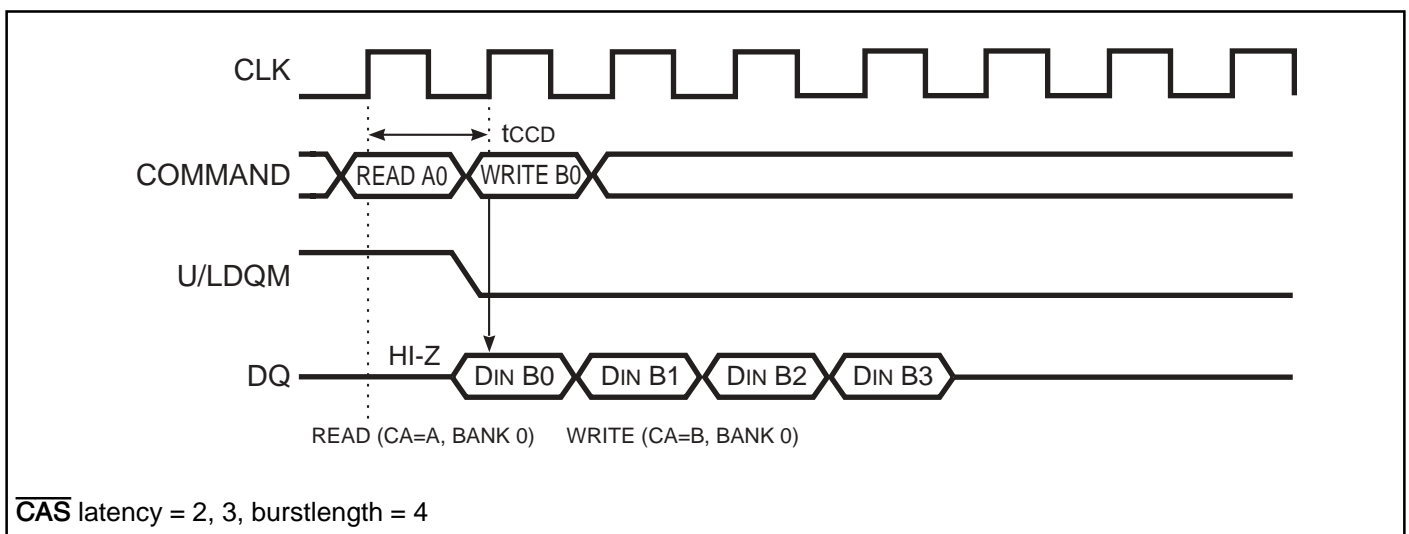 CLK
tCCD
COMMAND READ A0 WRITE B0
U/LDQM
HI-Z
DQ DIN B0 DIN B1 DIN B2 DIN B3
READ (CA=A, BANK 0) WRITE (CA=B, BANK 0)
C̅A̅S̅ latency = 2, 3, burstlength = 4